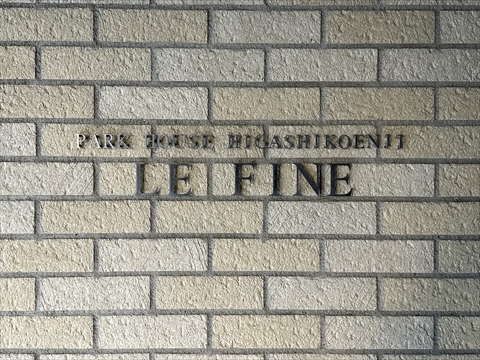 PARK HOUSE HIGASHIKOENJI
LE FINE